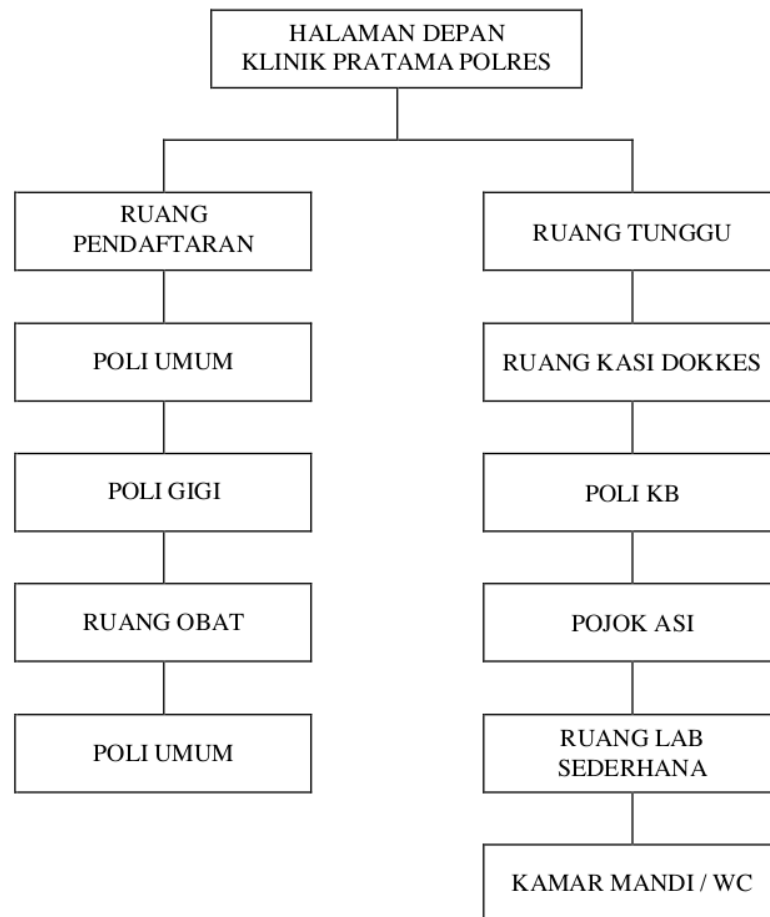 HALAMAN DEPAN
KLINIK PRATAMA POLRES
RUANG
PENDAFTARAN
POLI UMUM
POLI GIGI
RUANG OBAT
POLI UMUM
RUANG TUNGGU
RUANG KASI DOKKES
POLI KB
POJOK ASI
RUANG LAB
SEDERHANA
KAMAR MANDI / WC